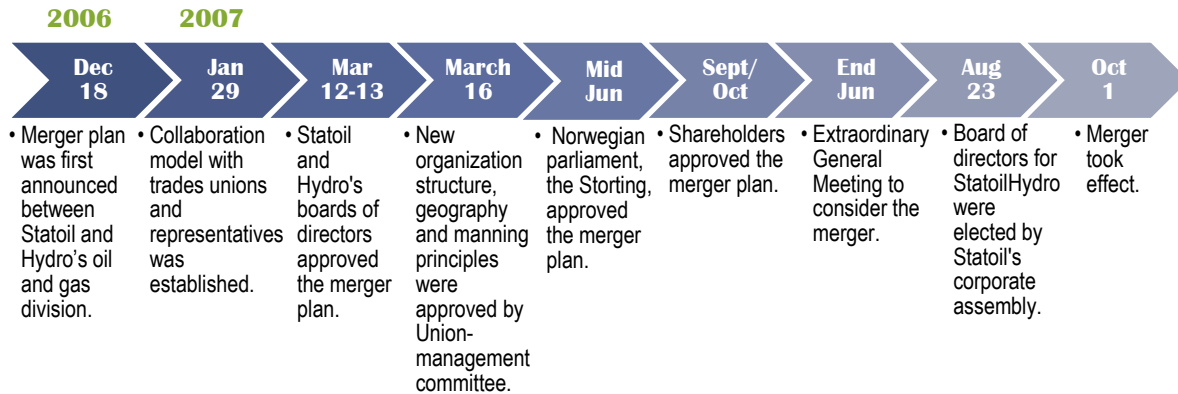 2006 2007
Dec
18
Jan
29
Mar
12-13
March
16
Mid
Jun
Sept/
Oct
End
Jun
Aug
23
Oct
1
• Merger plan
was first
announced
between
Statoil and
Hydro’s oil
and gas
division.
• Collaboration
model with
trades unions
and
representatives
was
established.
• Statoil
and
Hydro's
boards of
directors
approved
the merger
plan.
• New
organization
structure,
geography
and manning
principles
were
approved by
Union-
management
committee.
• Norwegian
parliament,
the Storting,
approved
the merger
plan.
• Shareholders
approved the
merger plan.
• Extraordinary
General
Meeting to
consider the
merger.
• Board of
directors for
StatoilHydro
were
elected by
Statoil's
corporate
assembly.
• Merger
took
effect.